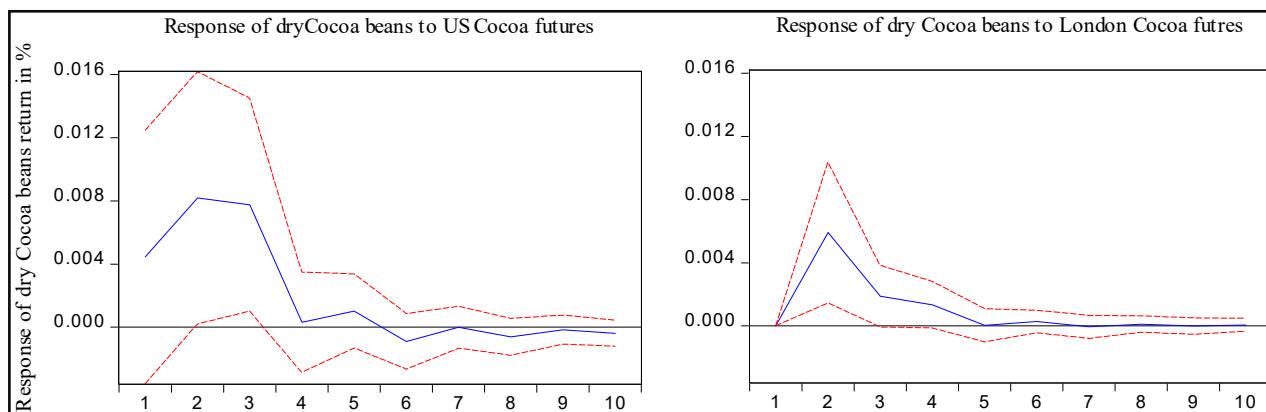 Response of dryCocoa beans to US Cocoa futures
Response of dry Cocoa beans to London Cocoa futres
Response of dry Cocoa beans return in %
0.016
0.012
0.008
0.004
0.000
1 2 3 4 5 6 7 8 9 10
0.016
0.012
0.008
0.004
0.000
1 2 3 4 5 6 7 8 9 10